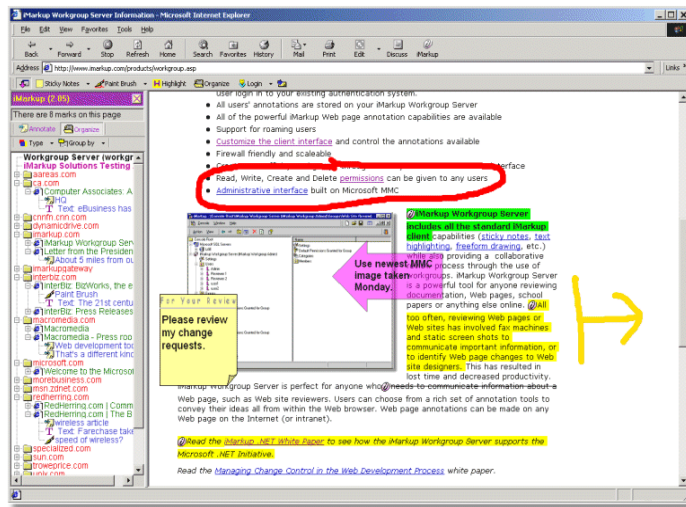 iMarkup Workgroup Server Information - Microsoft Internet Explorer
File Edit View Favorites Tools Help
Back Forward Stop Refresh Home Search Favorites History Mail Print Edit Discuss iMarkup
Address http://www.imarkup.com/products/workgroup.asp Links
Sticky Notes Paint Brush Highlight Organize Login
iMarkup (2.05)
There are 8 marks on this page
Annotate Organize
Type Group by
Workgroup Server (workgr
iMarkup Solutions Testing
aareas.com
ca.com
Computer Associates: A
HQ
Text: eBusiness has
cnnfn.cnn.com
dynamicdrive.com
imarkup.com
iMarkup Workgroup Serv
Letter from the Presiden
About 5 miles from ou
imarkupgateway
interbiz.com
interBiz: BizWorks, the e
Paint Brush
Text: The 21st centu
interBiz: Press Releases
macromedia.com
Macromedia
Macromedia - Press roo
Web development too
That's a different kind
microsoft.com
Welcome to the Microsof
morebusiness.com
msn.zdnet.com
redherring.com
RedHerring.com | Comm
RedHerring.com | The B
wireless article
Text: Farechase take
speed of wireless?
specialized.com
sun.com
troweprice.com
unix.com
User login in to your existing authentication system.
All users' annotations are stored on your iMarkup Workgroup Server
All of the powerful iMarkup Web page annotation capabilities are available
Support for roaming users
Customize the client interface and control the annotations available
Firewall friendly and scaleable
interface
Read, Write, Create and Delete permissions can be given to any users
Administrative interface built on Microsoft MMC
Use newest MMC
image taken
Monday.
For Your Review
Please review
my change
requests.
iMarkup Workgroup Server
includes all the standard iMarkup
client capabilities (sticky notes, text
highlighting, freeform drawing, etc.)
while also providing a collaborative
process through the use of
workgroups. iMarkup Workgroup Server
is a powerful tool for anyone reviewing
documentation, Web pages, school
papers or anything else online. All
too often, reviewing Web pages or
Web sites has involved fax machines
and static screen shots to
communicate important information, or
to identify Web page changes to Web
site designers. This has resulted in
lost time and decreased productivity.
iMarkup Workgroup Server is perfect for anyone who needs to communicate information about a
Web page, such as Web site reviewers. Users can choose from a rich set of annotation tools to
convey their ideas all from within the Web browser. Web page annotations can be made on any
Web page on the Internet (or intranet).
Read the iMarkup .NET White Paper to see how the iMarkup Workgroup Server supports the
Microsoft .NET Initiative.
Read the Managing Change Control in the Web Development Process white paper.